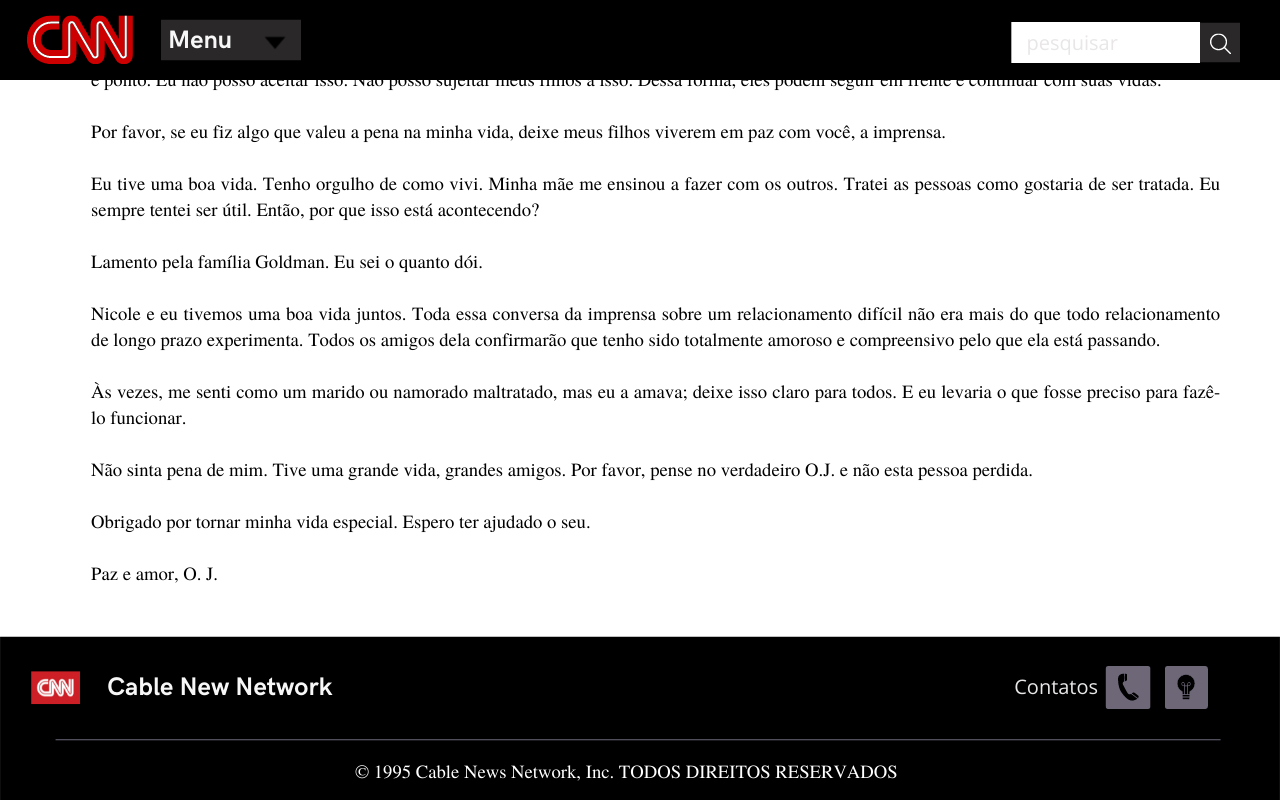 CNN
Menu
pesquisar
e ponto. Eu não posso aceitar isso. Não posso sujeitar meus filhos a isso. Dessa forma, eles podem seguir em frente e continuar com suas vidas.
Por favor, se eu fiz algo que valeu a pena na minha vida, deixe meus filhos viverem em paz com você, a imprensa.
Eu tive uma boa vida. Tenho orgulho de como vivi. Minha mãe me ensinou a fazer com os outros. Tratei as pessoas como gostaria de ser tratada. Eu
sempre tentei ser útil. Então, por que isso está acontecendo?
Lamento pela família Goldman. Eu sei o quanto dói.
Nicole e eu tivemos uma boa vida juntos. Toda essa conversa da imprensa sobre um relacionamento difícil não era mais do que todo relacionamento
de longo prazo experimenta. Todos os amigos dela confirmarão que tenho sido totalmente amoroso e compreensivo pelo que ela está passando.
Às vezes, me senti como um marido ou namorado maltratado, mas eu a amava; deixe isso claro para todos. E eu levaria o que fosse preciso para fazê-
lo funcionar.
Não sinta pena de mim. Tive uma grande vida, grandes amigos. Por favor, pense no verdadeiro O.J. e não esta pessoa perdida.
Obrigado por tornar minha vida especial. Espero ter ajudado o seu.
Paz e amor, O. J.
CNN
Cable New Network
Contatos
© 1995 Cable News Network, Inc. TODOS DIREITOS RESERVADOS